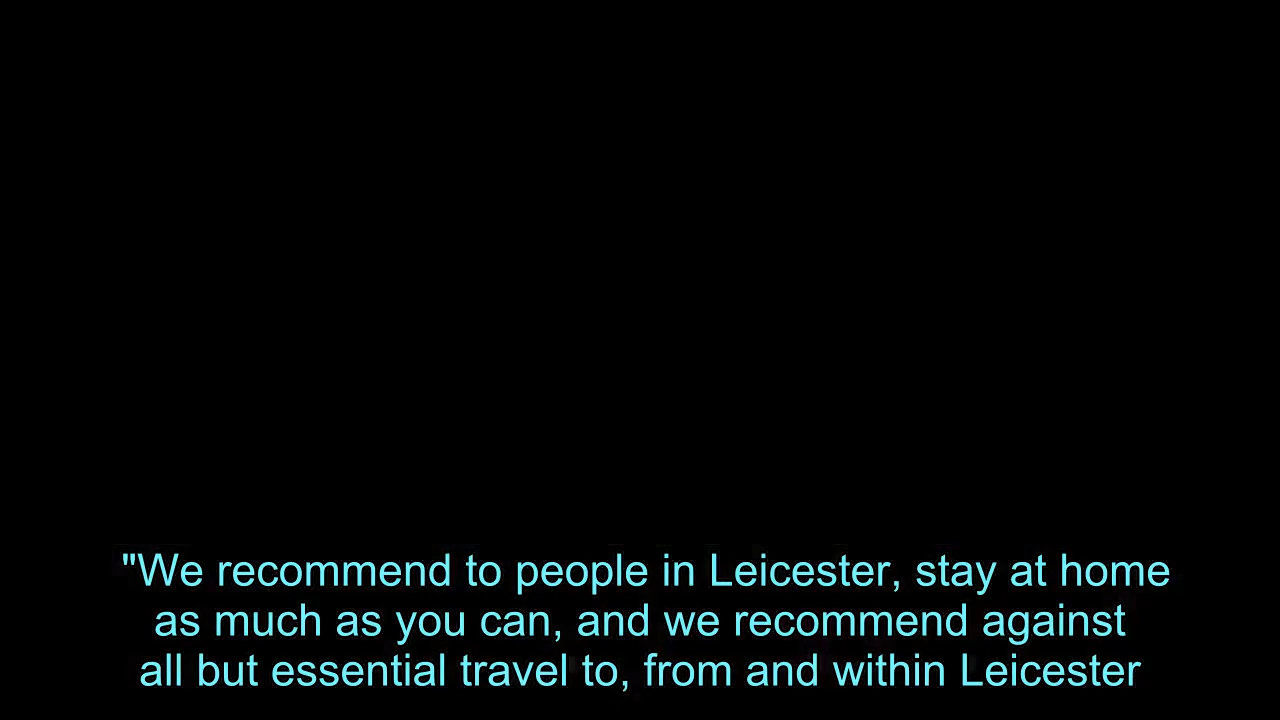 "We recommend to people in Leicester, stay at home
as much as you can, and we recommend against
all but essential travel to, from and within Leicester